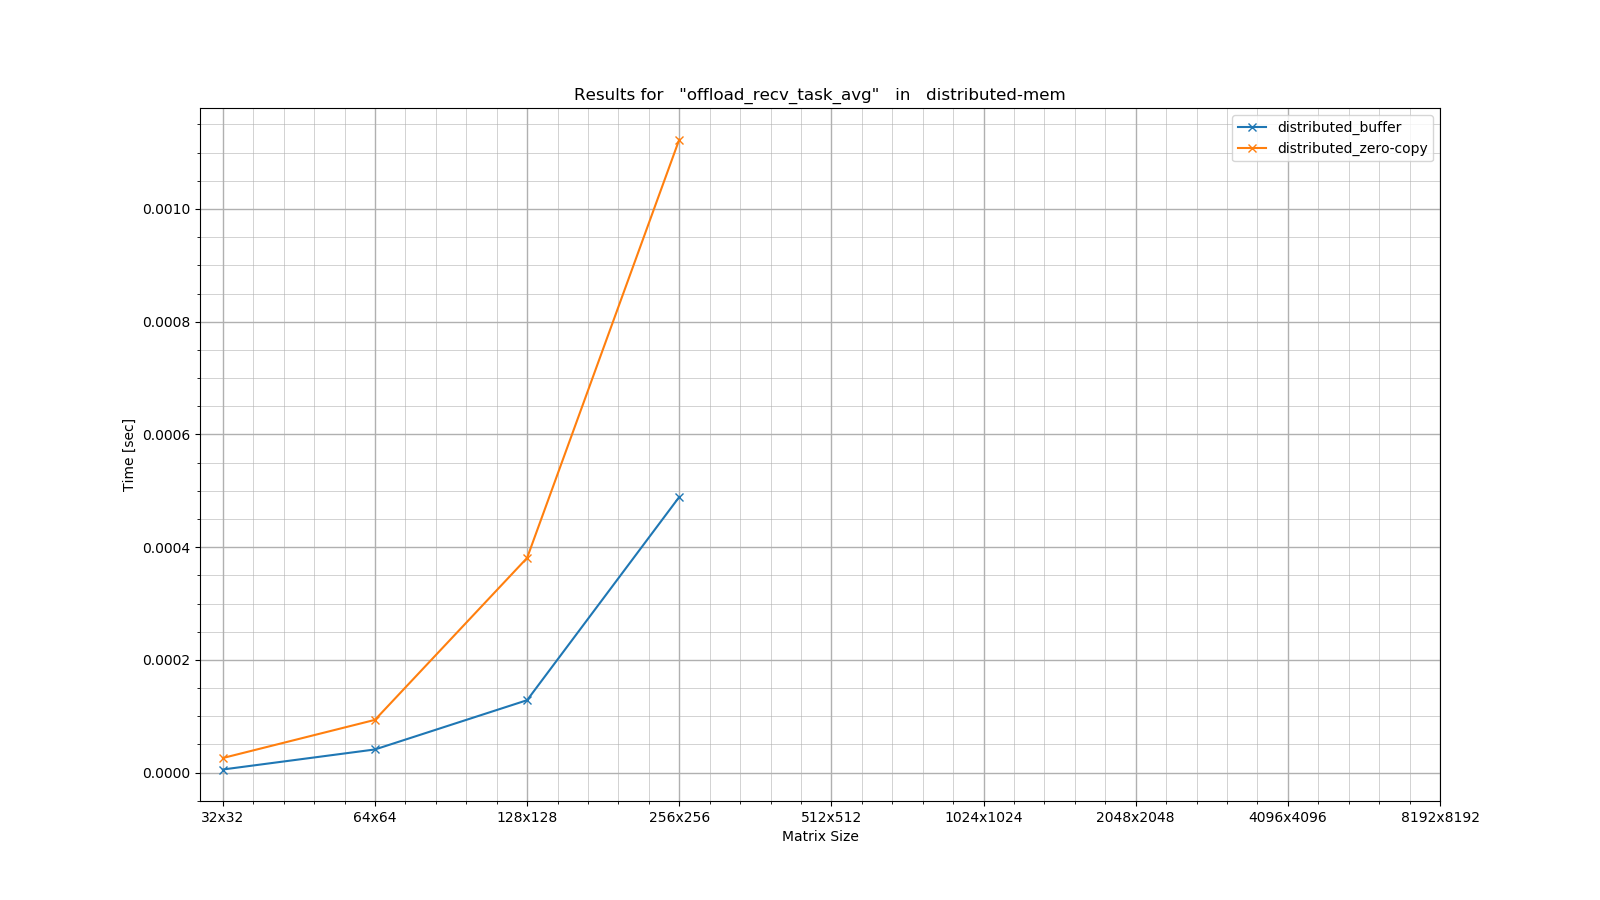 Results for "offload_recv_task_avg" in distributed-mem
distributed_buffer
distributed_zero-copy
0.0010
0.0008
0.0006
0.0004
0.0002
0.0000
Time [sec]
32x32 64x64 128x128 256x256 512x512 1024x1024 2048x2048 4096x4096 8192x8192
Matrix Size